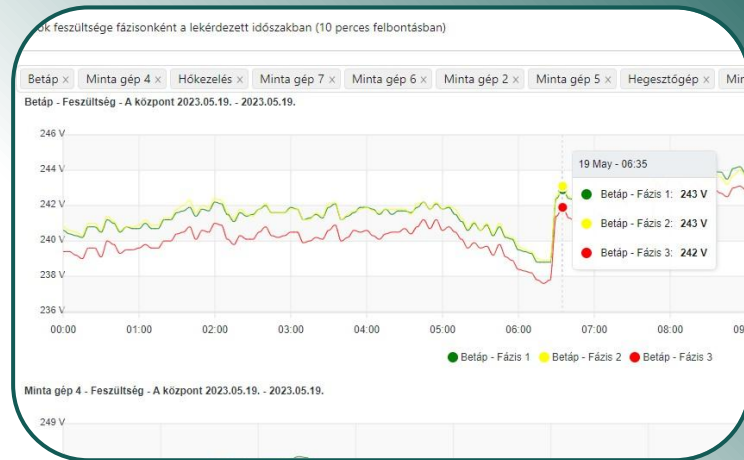 feszültsége fázisonként a lekérdezett időszakban (10 perces felbontásban)
Betáp × Minta gép 4 × Hőkezelés × Minta gép 7 × Minta gép 6 × Minta gép 2 × Minta gép 5 × Hegesztőgép ×
Betáp - Feszültség - A központ 2023.05.19. - 2023.05.19.
246 V
244 V
242 V
240 V
238 V
236 V
19 May - 06:35
Betáp - Fázis 1: 243 V
Betáp - Fázis 2: 243 V
Betáp - Fázis 3: 242 V
00:00 01:00 02:00 03:00 04:00 05:00 06:00 07:00 08:00
Betáp - Fázis 1 Betáp - Fázis 2 Betáp - Fázis 3
Minta gép 4 - Feszültség - A központ 2023.05.19. - 2023.05.19.
249 V